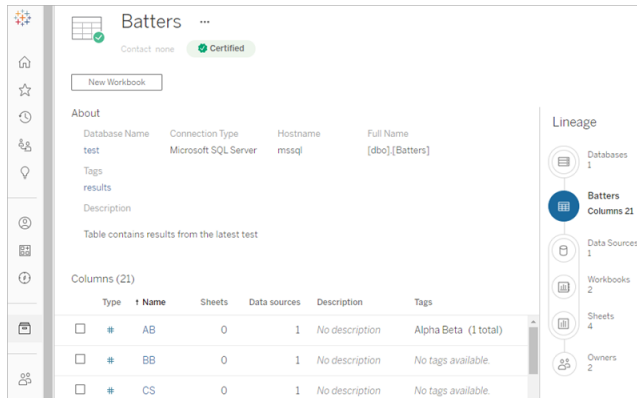 Batters ...
Contact none Certified
New Workbook
About
Database Name Connection Type Hostname Full Name
test Microsoft SQL Server mssql [dbo].[Batters]
Tags
results
Description
Table contains results from the latest test
Columns (21)
Type ↑ Name Sheets Data sources Description Tags
# AB 0 1 No description Alpha Beta (1 total)
# BB 0 1 No description No tags available.
# CS 0 1 No description No tags available.
Lineage
Databases
1
Batters
Columns 21
Data Sources
1
Workbooks
2
Sheets
4
Owners
2